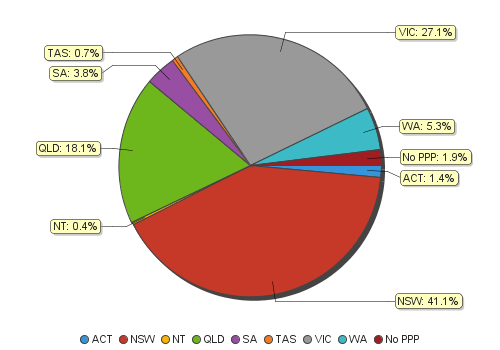 VIC: 27.1%
TAS: 0.7%
SA: 3.8%
WA: 5.3%
QLD: 18.1%
No PPP: 1.9%
ACT: 1.4%
NT: 0.4%
NSW: 41.1%
ACT NSW NT QLD SA TAS VIC WA No PPP